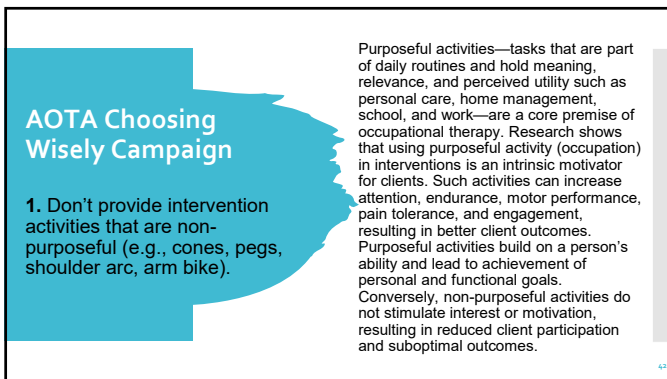 AOTA Choosing
Wisely Campaign
1. Don't provide intervention
activities that are non-
purposeful (e.g., cones, pegs,
shoulder arc, arm bike).
Purposeful activities—tasks that are part
of daily routines and hold meaning,
relevance, and perceived utility such as
personal care, home management,
school, and work—are a core premise of
occupational therapy. Research shows
that using purposeful activity (occupation)
in interventions is an intrinsic motivator
for clients. Such activities can increase
attention, endurance, motor performance,
pain tolerance, and engagement,
resulting in better client outcomes.
Purposeful activities build on a person's
ability and lead to achievement of
personal and functional goals.
Conversely, non-purposeful activities do
not stimulate interest or motivation,
resulting in reduced client participation
and suboptimal outcomes.